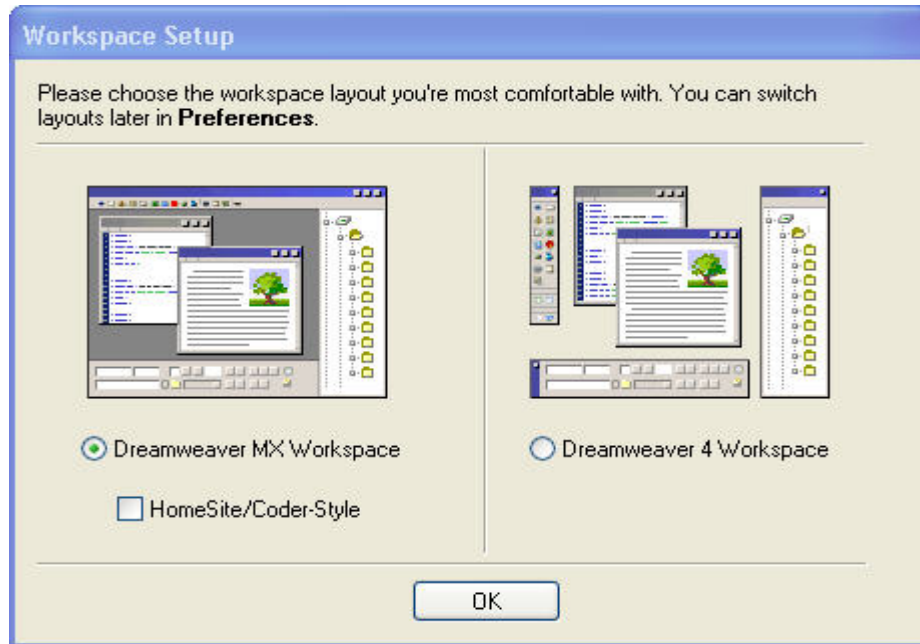 Workspace Setup
Please choose the workspace layout you're most comfortable with. You can switch
layouts later in Preferences.
Dreamweaver MX Workspace
Dreamweaver 4 Workspace
HomeSite/Coder-Style
OK